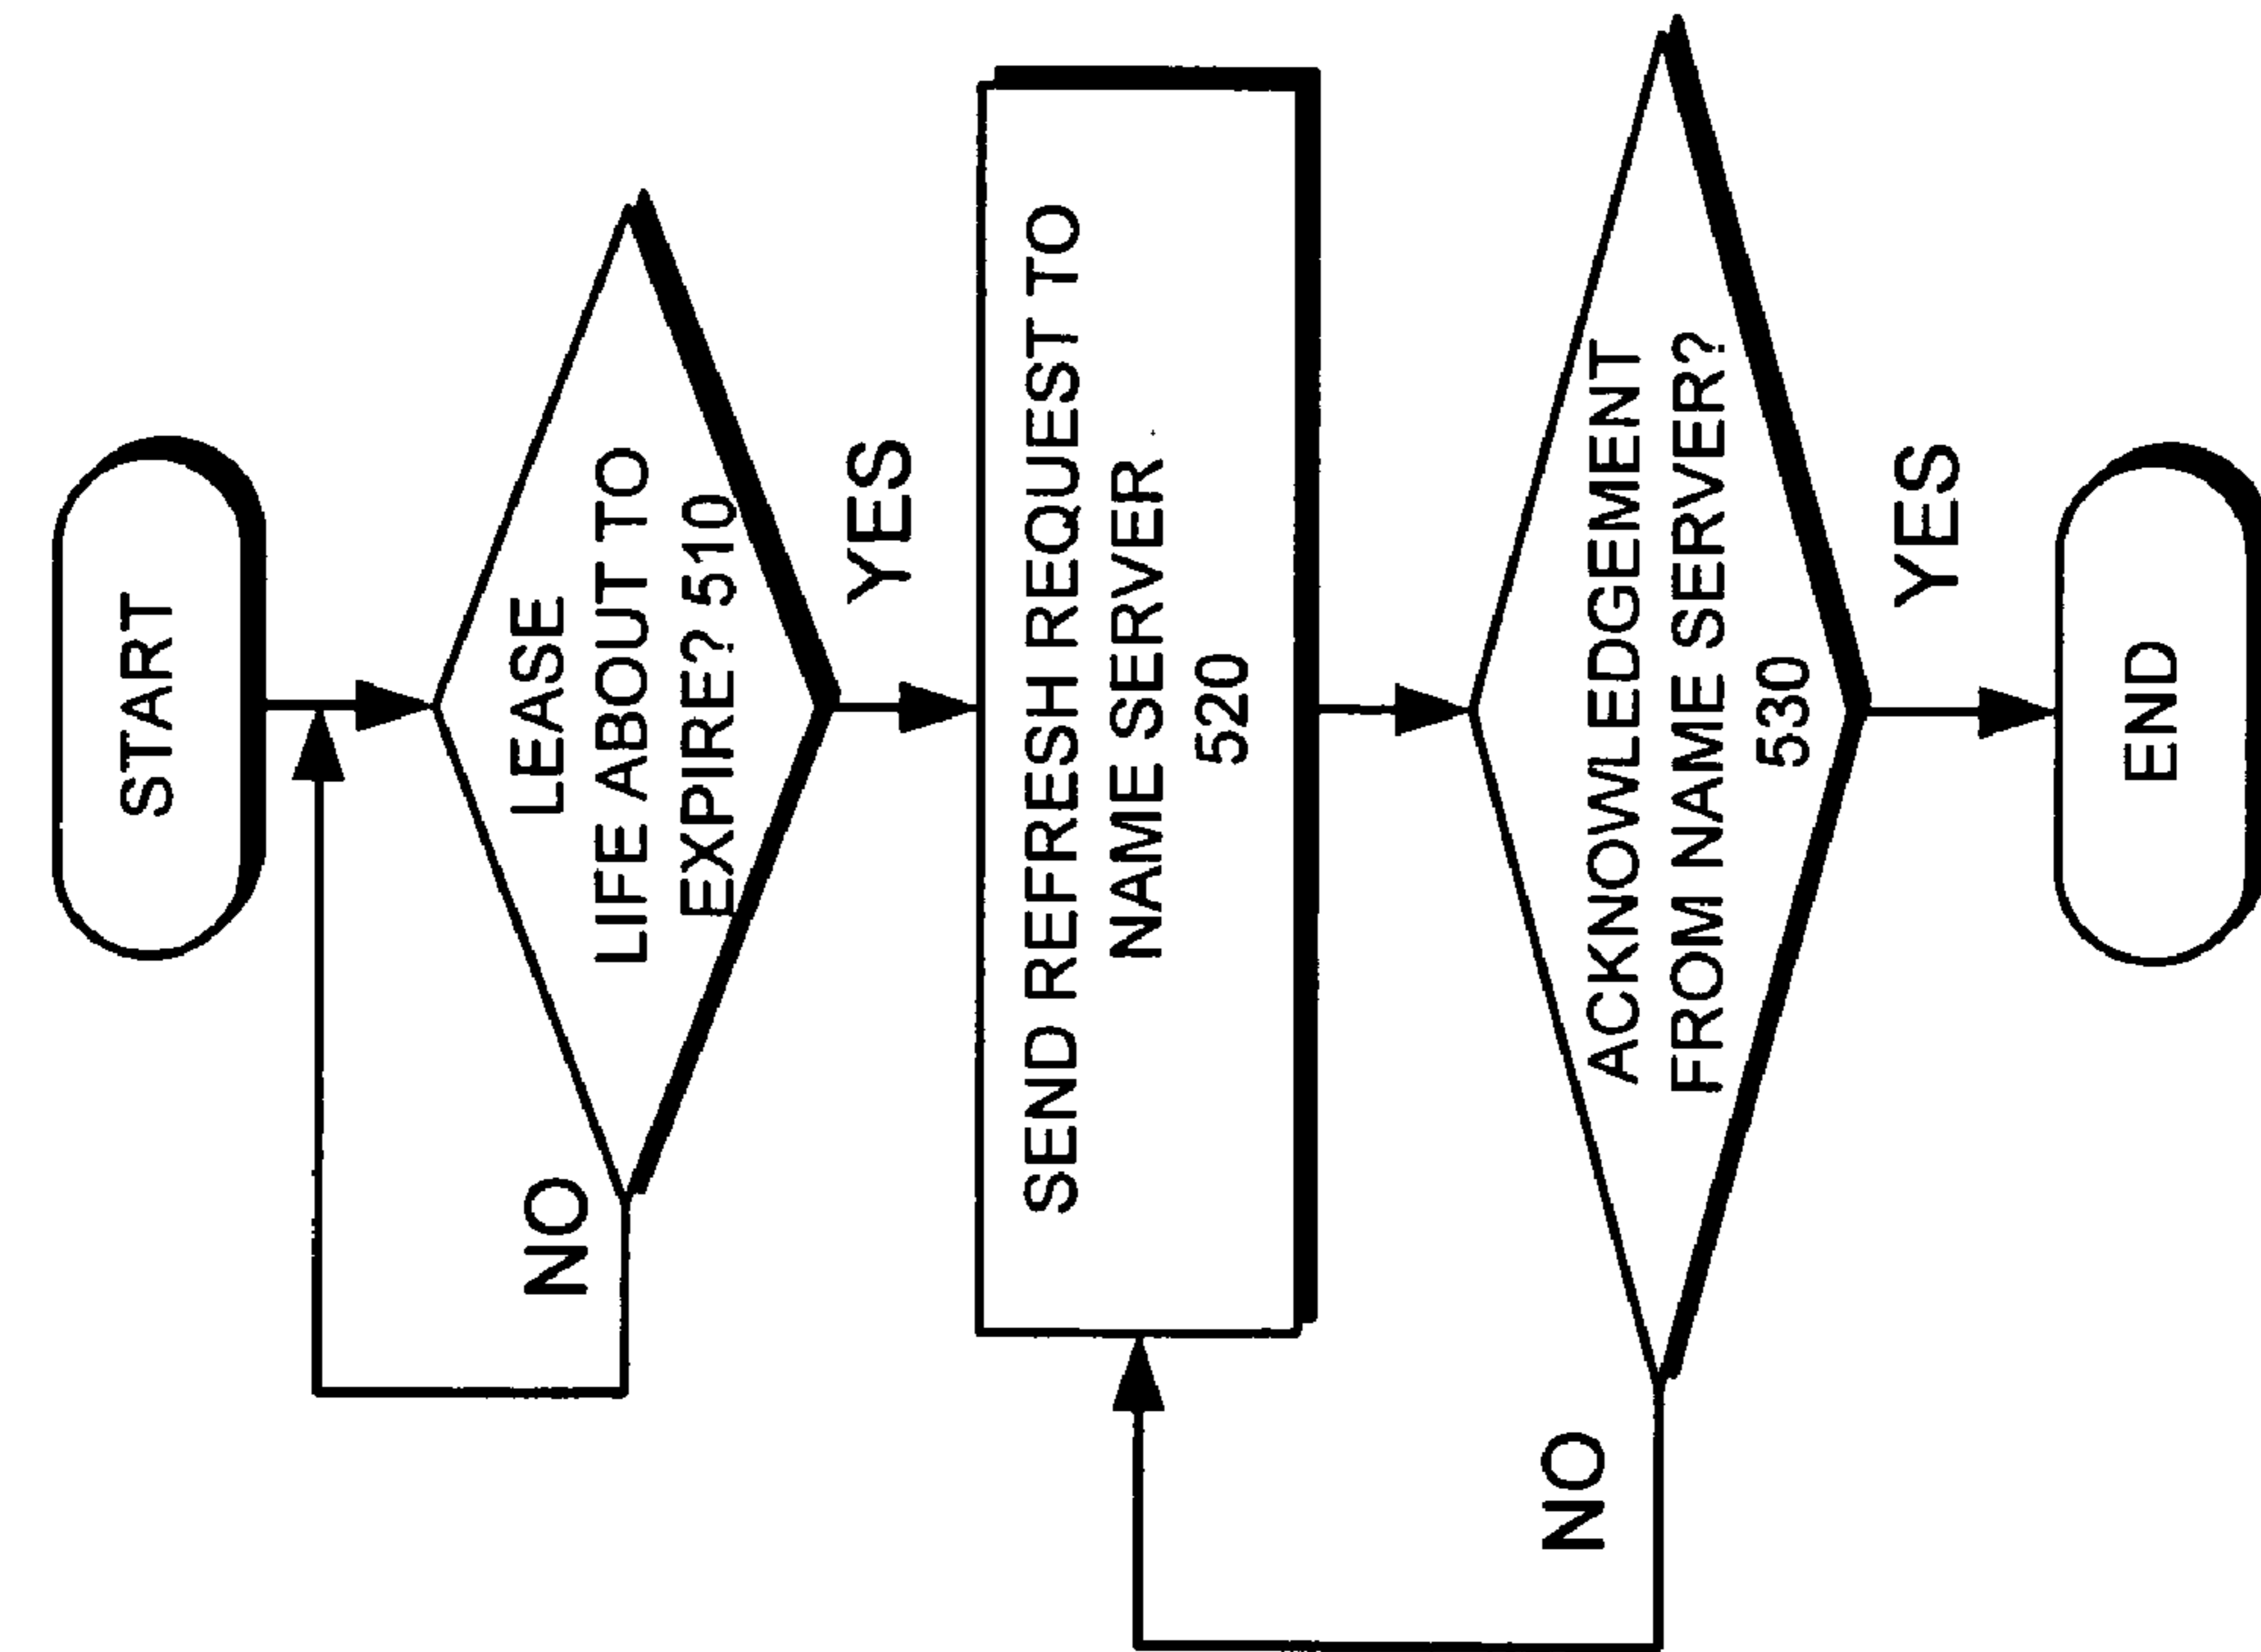 START
LEASE
LIFE ABOUT TO
EXPIRE? 510
NO
YES
SEND REFRESH REQUEST TO
NAME SERVER
520
ACKNOWLEDGEMENT
FROM NAME SERVER?
530
NO
YES
END